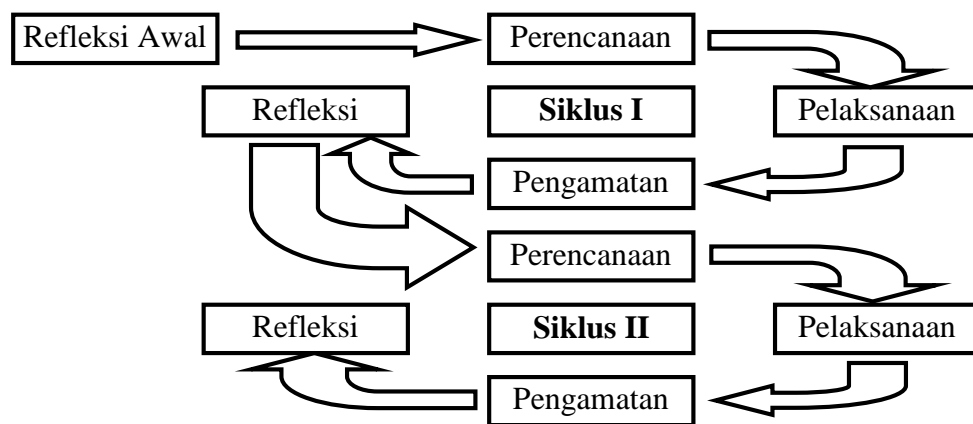 Refleksi Awal
Perencanaan
Refleksi
Siklus I
Pelaksanaan
Pengamatan
Perencanaan
Refleksi
Siklus II
Pelaksanaan
Pengamatan